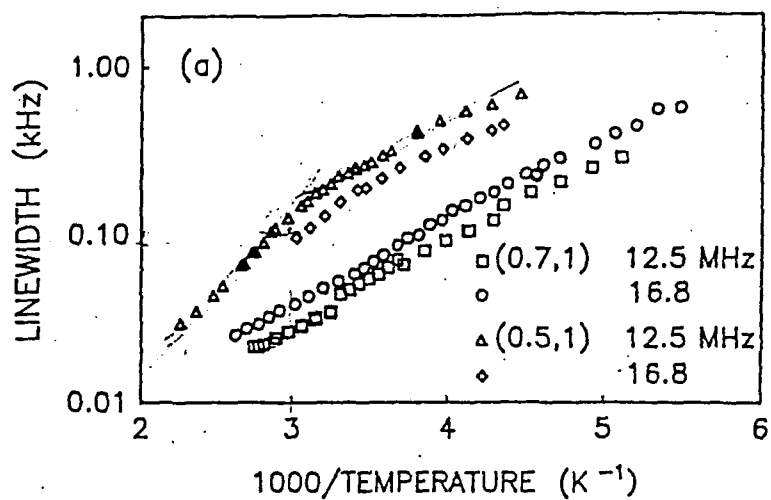 (a)
1.00
0.10
0.01
LINEWIDTH (kHz)
□ (0.7,1) 12.5 MHz
○ 16.8
△ (0.5,1) 12.5 MHz
◇ 16.8
2 3 4 5 6
1000/TEMPERATURE (K⁻¹)